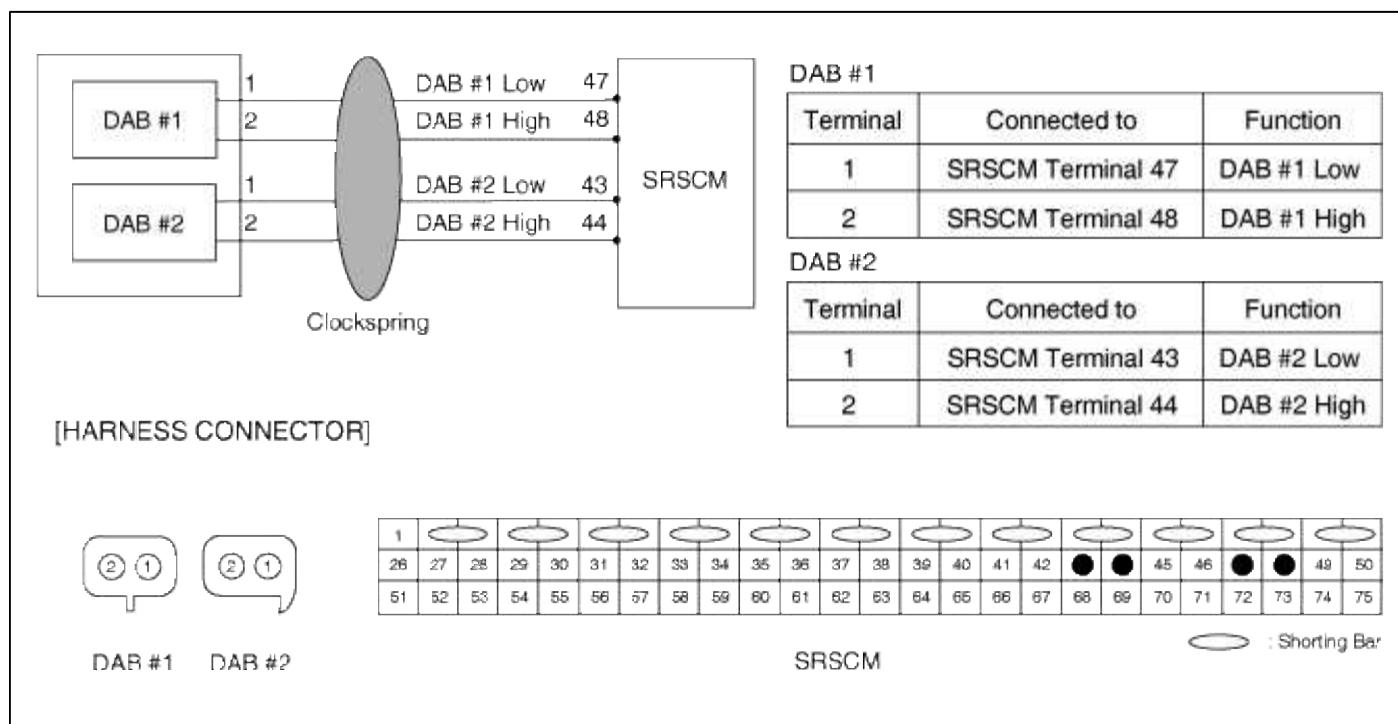 DAB #1
1
2
DAB #2
1
2
DAB #1 Low 47
DAB #1 High 48
DAB #2 Low 43
DAB #2 High 44
SRSCM
Clockspring
DAB #1
Terminal Connected to Function
1 SRSCM Terminal 47 DAB #1 Low
2 SRSCM Terminal 48 DAB #1 High
DAB #2
Terminal Connected to Function
1 SRSCM Terminal 43 DAB #2 Low
2 SRSCM Terminal 44 DAB #2 High
[HARNESS CONNECTOR]
2 1
2 1
DAB #1 DAB #2
1
26 27 28 29 30 31 32 33 34 35 36 37 38 39 40 41 42 45 46 49 50
51 52 53 54 55 56 57 58 59 60 61 62 63 64 65 66 67 68 69 70 71 72 73 74 75
: Shorting Bar
SRSCM